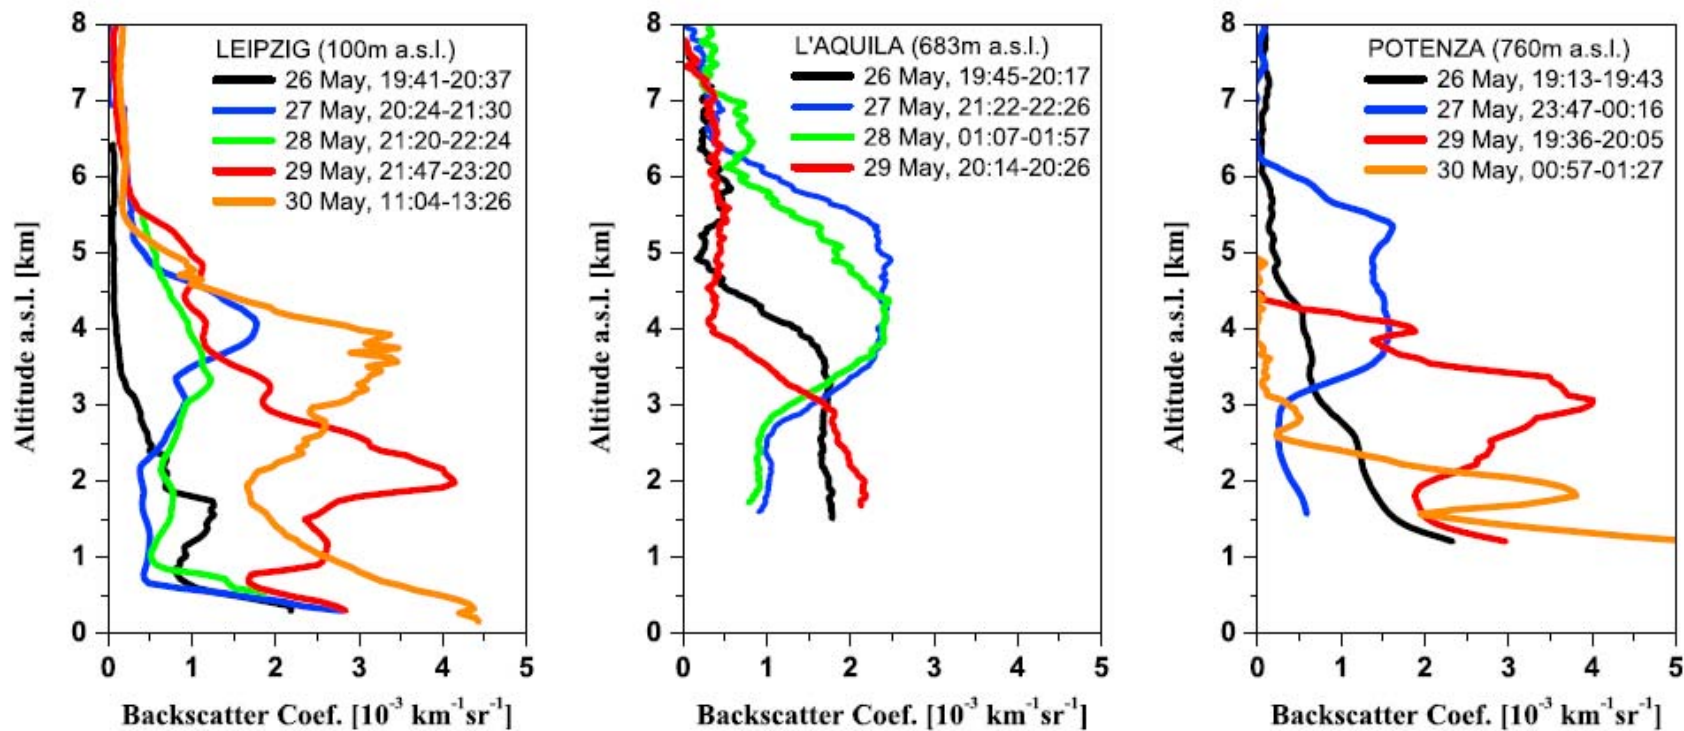 8
7
6
5
4
3
2
1
0
Altitude a.s.l. [km]
LEIPZIG (100m a.s.l.)
26 May, 19:41-20:37
27 May, 20:24-21:30
28 May, 21:20-22:24
29 May, 21:47-23:20
30 May, 11:04-13:26
0 1 2 3 4 5
Backscatter Coef. [10⁻³ km⁻¹sr⁻¹]
8
7
6
5
4
3
2
1
0
Altitude a.s.l. [km]
L'AQUILA (683m a.s.l.)
26 May, 19:45-20:17
27 May, 21:22-22:26
28 May, 01:07-01:57
29 May, 20:14-20:26
0 1 2 3 4 5
Backscatter Coef. [10⁻³ km⁻¹sr⁻¹]
8
7
6
5
4
3
2
1
0
Altitude a.s.l. [km]
POTENZA (760m a.s.l.)
26 May, 19:13-19:43
27 May, 23:47-00:16
29 May, 19:36-20:05
30 May, 00:57-01:27
0 1 2 3 4 5
Backscatter Coef. [10⁻³ km⁻¹sr⁻¹]